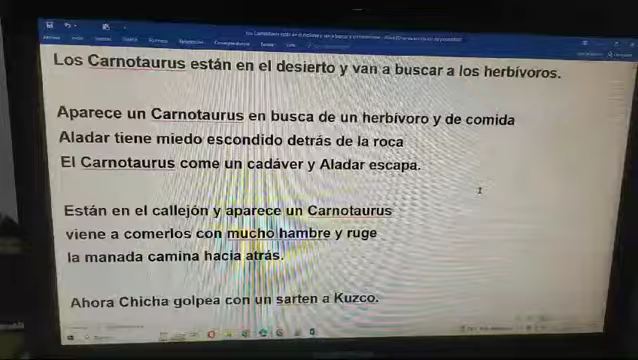 Los Carnotaurus están en el desierto y van a buscar a los herbívoros.
Aparece un Carnotaurus en busca de un herbívoro y de comida
Aladar tiene miedo escondido detrás de la roca
El Carnotaurus come un cadáver y Aladar escapa.
Están en el callejón y aparece un Carnotaurus
viene a comerlos con mucho hambre y ruge
la manada camina hacia atrás.
Ahora Chicha golpea con un sarten a Kuzco.